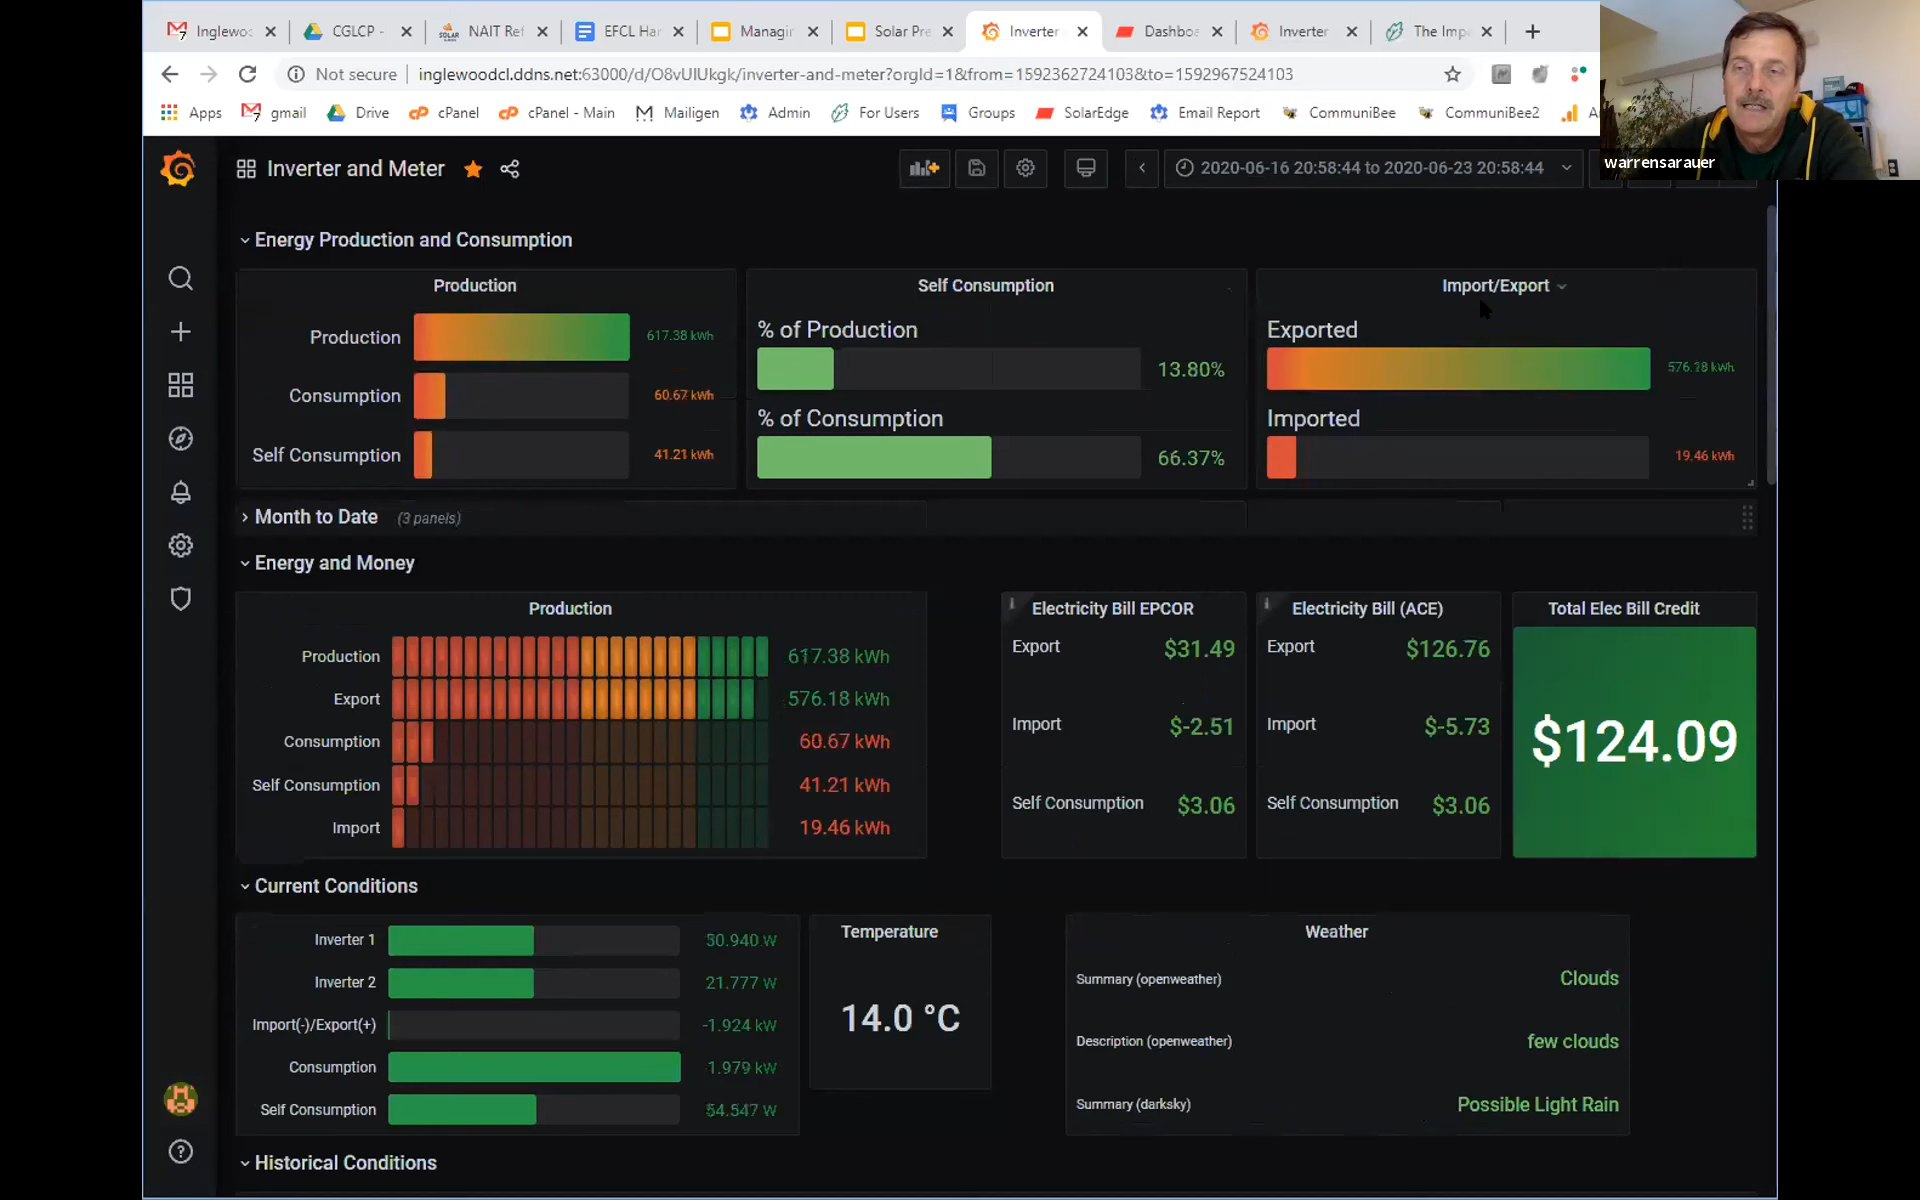 Inglewoo
CGLCP -
NAIT Ref
EFCL Har
Managin
Solar Pre
Inverter
Dashboa
Inverter
The Impa
Not secure
inglewoodcl.ddns.net:63000/d/O8vUlUkgk/inverter-and-meter?orgId=1&from=1592362724103&to=1592967524103
Apps
gmail
Drive
cPanel
cPanel - Main
Mailigen
Admin
For Users
Groups
SolarEdge
Email Report
CommuniBee
CommuniBee2
warrensarauer
Inverter and Meter
2020-06-16 20:58:44 to 2020-06-23 20:58:44
Energy Production and Consumption
Production
Production 617.38 kWh
Consumption 60.67 kWh
Self Consumption 41.21 kWh
Self Consumption
% of Production
13.80%
% of Consumption
66.37%
Import/Export
Exported
576.18 kWh
Imported
19.46 kWh
Month to Date (3 panels)
Energy and Money
Production
Production 617.38 kWh
Export 576.18 kWh
Consumption 60.67 kWh
Self Consumption 41.21 kWh
Import 19.46 kWh
Electricity Bill EPCOR
Export $31.49
Import $-2.51
Self Consumption $3.06
Electricity Bill (ACE)
Export $126.76
Import $-5.73
Self Consumption $3.06
Total Elec Bill Credit
$124.09
Current Conditions
Inverter 1 30.940 W
Inverter 2 21.777 W
Import(-)/Export(+) -1.924 kW
Consumption 1.979 kW
Self Consumption 54.547 W
Temperature
14.0 °C
Weather
Summary (openweather) Clouds
Description (openweather) few clouds
Summary (darksky) Possible Light Rain
Historical Conditions